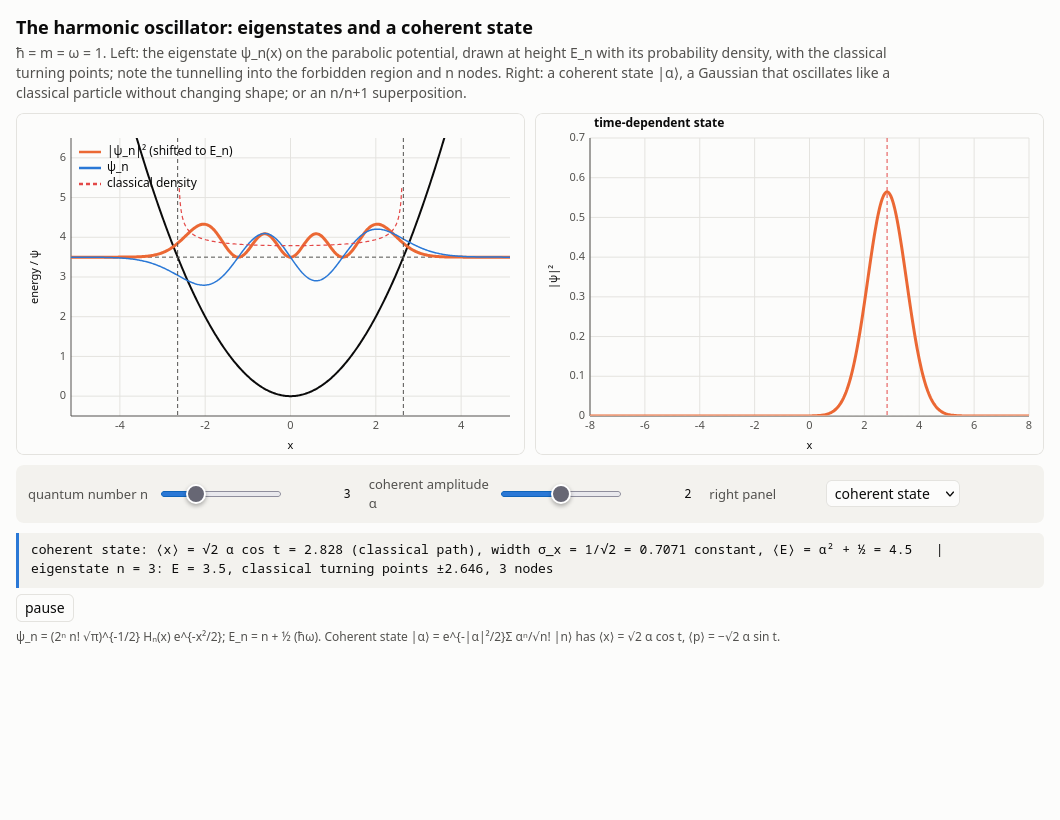 The harmonic oscillator: eigenstates and a coherent state
ħ = m = ω = 1. Left: the eigenstate ψ_n(x) on the parabolic potential, drawn at height E_n with its probability density, with the classical
turning points; note the tunnelling into the forbidden region and n nodes. Right: a coherent state |α⟩, a Gaussian that oscillates like a
classical particle without changing shape; or an n/n+1 superposition.
|ψ_n|² (shifted to E_n)
ψ_n
classical density
energy / ψ
6
5
4
3
2
1
0
-4
-2
0
2
4
x
time-dependent state
|ψ|²
0.7
0.6
0.5
0.4
0.3
0.2
0.1
0
-8
-6
-4
-2
0
2
4
6
8
x
quantum number n
3
coherent amplitude
α
2
right panel
coherent state
coherent state: ⟨x⟩ = √2 α cos t = 2.828 (classical path), width σ_x = 1/√2 = 0.7071 constant, ⟨E⟩ = α² + ½ = 4.5 |
eigenstate n = 3: E = 3.5, classical turning points ±2.646, 3 nodes
pause
ψ_n = (2ⁿ n! √π)^{-1/2} Hₙ(x) e^{-x²/2}; E_n = n + ½ (ħω). Coherent state |α⟩ = e^{-|α|²/2}Σ αⁿ/√n! |n⟩ has ⟨x⟩ = √2 α cos t, ⟨p⟩ = −√2 α sin t.